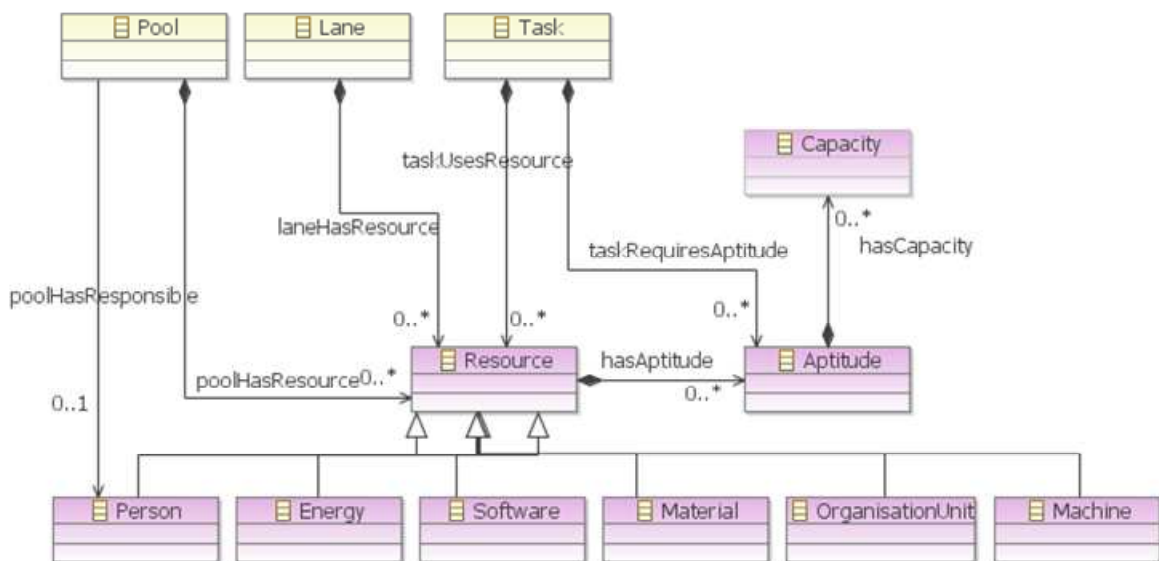 Pool
Lane
Task
Capacity
taskUsesResource
0..*
laneHasResource
hasCapacity
taskRequiresAptitude
poolHasResponsible
0..*
0..*
0..*
Resource
hasAptitude
Aptitude
poolHasResource
0..*
0..*
0..1
Person
Energy
Software
Material
OrganisationUnit
Machine